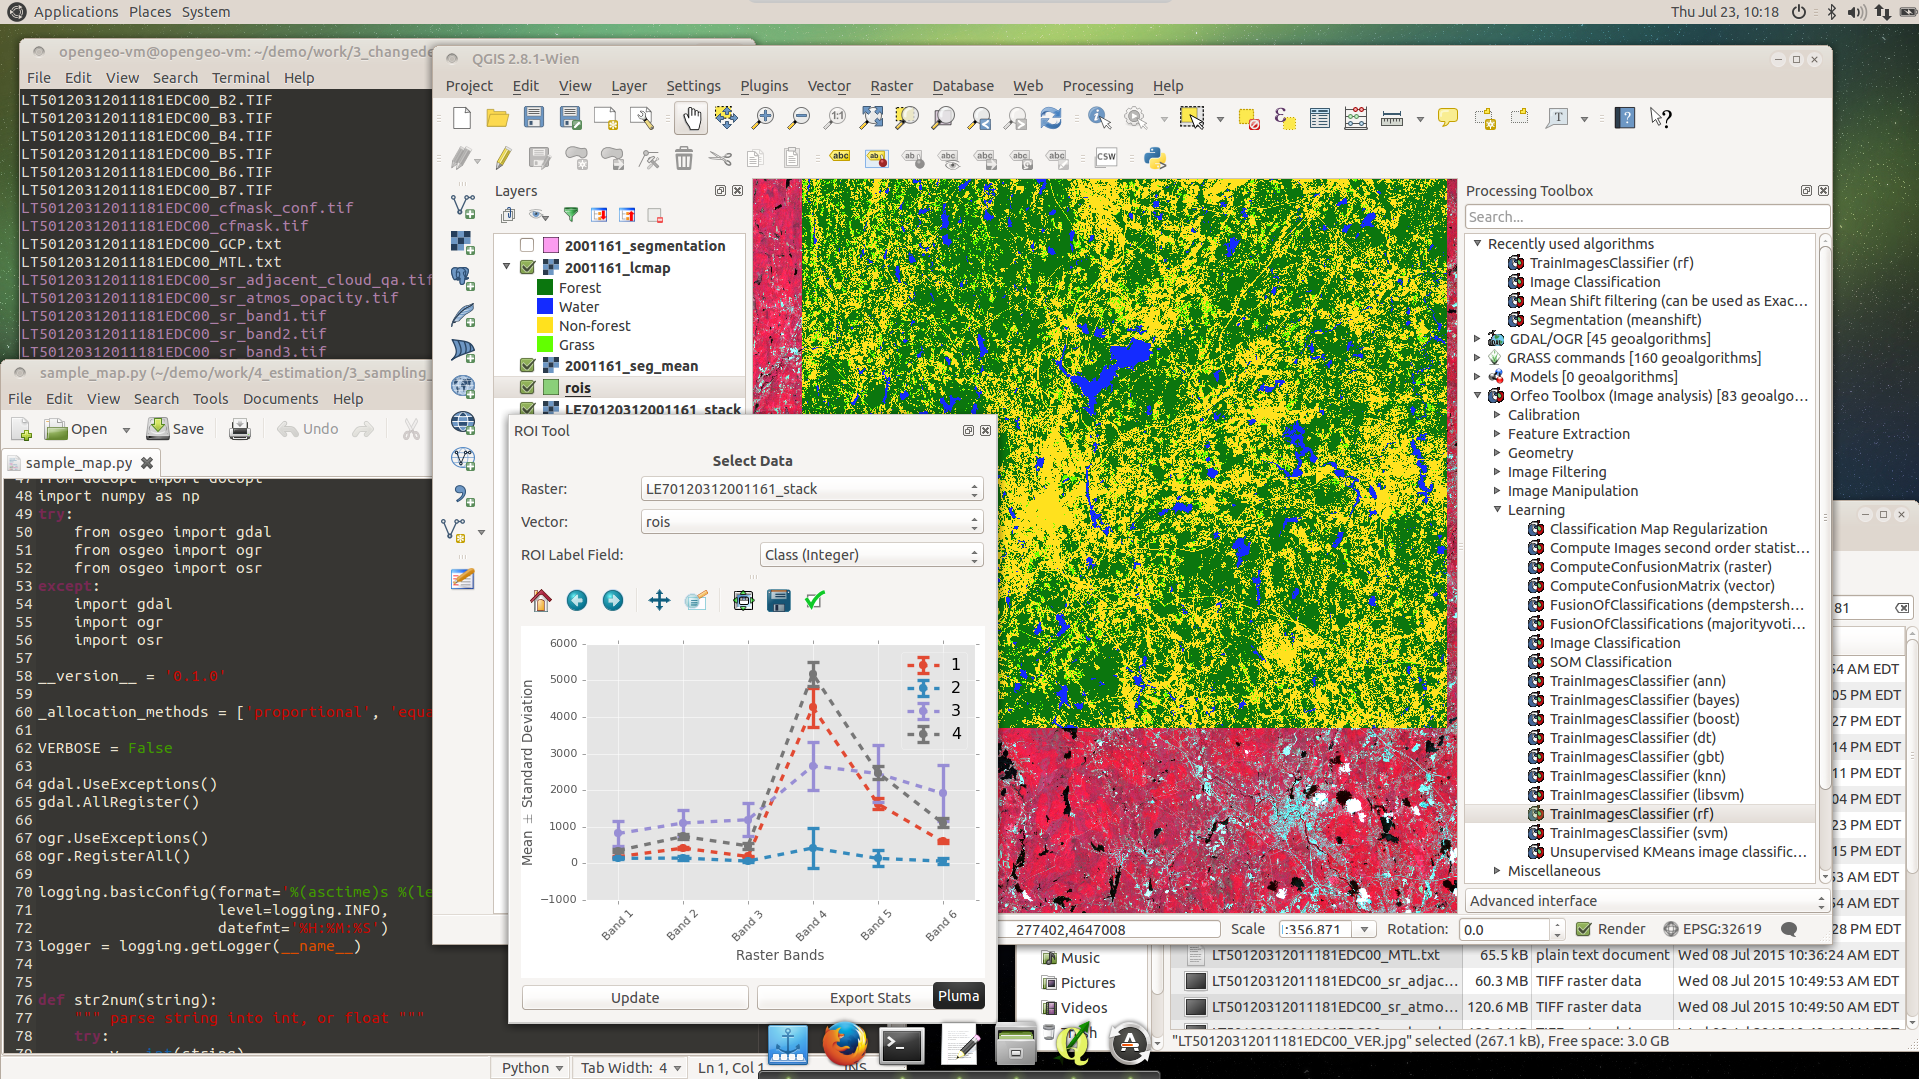 Applications Places System
Thu Jul 23, 10:18
opengeo-vm@opengeo-vm: ~/demo/work/3_changede
File Edit View Search Terminal Help
LT50120312011181EDC00_B2.TIF
LT50120312011181EDC00_B3.TIF
LT50120312011181EDC00_B4.TIF
LT50120312011181EDC00_B5.TIF
LT50120312011181EDC00_B6.TIF
LT50120312011181EDC00_B7.TIF
LT50120312011181EDC00_cfmask_conf.tif
LT50120312011181EDC00_cfmask.tif
LT50120312011181EDC00_GCP.txt
LT50120312011181EDC00_MTL.txt
LT50120312011181EDC00_sr_adjacent_cloud_qa.tif
LT50120312011181EDC00_sr_atmos_opacity.tif
LT50120312011181EDC00_sr_band1.tif
LT50120312011181EDC00_sr_band2.tif
LT50120312011181EDC00_sr_band3.tif
sample_map.py (~/demo/work/4_estimation/3_sampling_
File Edit View Search Tools Documents Help
Open Save Undo
sample_map.py
47 from docopt import docopt
48 import numpy as np
49 try:
50 from osgeo import gdal
51 from osgeo import ogr
52 from osgeo import osr
53 except:
54 import gdal
55 import ogr
56 import osr
57
58 __version__ = '0.1.0'
59
60 _allocation_methods = ['proportional', 'equa
61
62 VERBOSE = False
63
64 gdal.UseExceptions()
65 gdal.AllRegister()
66
67 ogr.UseExceptions()
68 ogr.RegisterAll()
69
70 logging.basicConfig(format='%(asctime)s %(le
71 level=logging.INFO,
72 datefmt='%H:%M:%S')
73 logger = logging.getLogger(__name__)
74
75
76 def str2num(string):
77 """ parse string into int, or float """
78 try:
Python Tab Width: 4 Ln 1, Col 1 INS
QGIS 2.8.1-Wien
Project Edit View Layer Settings Plugins Vector Raster Database Web Processing Help
abc ab abc abc abc abc abc CSW
Layers
2001161_segmentation
2001161_lcmap
Forest
Water
Non-forest
Grass
2001161_seg_mean
rois
LE70120312001161_stack
ROI Tool
Select Data
Raster: LE70120312001161_stack
Vector: rois
ROI Label Field: Class (Integer)
6000
5000
4000
3000
2000
1000
0
−1000
Mean ± Standard Deviation
1
2
3
4
Band 1 Band 2 Band 3 Band 4 Band 5 Band 6
Raster Bands
Update Export Stats
Pluma
277402,4647008 Scale 1:356,871 Rotation: 0.0 Render EPSG:32619
Processing Toolbox
Search...
Recently used algorithms
TrainImagesClassifier (rf)
Image Classification
Mean Shift filtering (can be used as Exac...
Segmentation (meanshift)
GDAL/OGR [45 geoalgorithms]
GRASS commands [160 geoalgorithms]
Models [0 geoalgorithms]
Orfeo Toolbox (Image analysis) [83 geoalgo...
Calibration
Feature Extraction
Geometry
Image Filtering
Image Manipulation
Learning
Classification Map Regularization
Compute Images second order statist...
ComputeConfusionMatrix (raster)
ComputeConfusionMatrix (vector)
FusionOfClassifications (dempstersh...
FusionOfClassifications (majorityvoti...
Image Classification
SOM Classification
TrainImagesClassifier (ann)
TrainImagesClassifier (bayes)
TrainImagesClassifier (boost)
TrainImagesClassifier (dt)
TrainImagesClassifier (gbt)
TrainImagesClassifier (knn)
TrainImagesClassifier (libsvm)
TrainImagesClassifier (rf)
TrainImagesClassifier (svm)
Unsupervised KMeans image classific...
Miscellaneous
Advanced interface
81
54 AM EDT
05 PM EDT
27 PM EDT
14 PM EDT
11 PM EDT
04 PM EDT
23 PM EDT
15 PM EDT
53 AM EDT
28 PM EDT
Music
Pictures
Videos
LT50120312011181EDC00_MTL.txt 65.5 kB plain text document Wed 08 Jul 2015 10:36:24 AM EDT
LT50120312011181EDC00_sr_adjac... 60.3 MB TIFF raster data Wed 08 Jul 2015 10:49:53 AM EDT
LT50120312011181EDC00_sr_atmo... 120.6 MB TIFF raster data Wed 08 Jul 2015 10:49:50 AM EDT
"LT50120312011181EDC00_VER.jpg" selected (267.1 kB), Free space: 3.0 GB